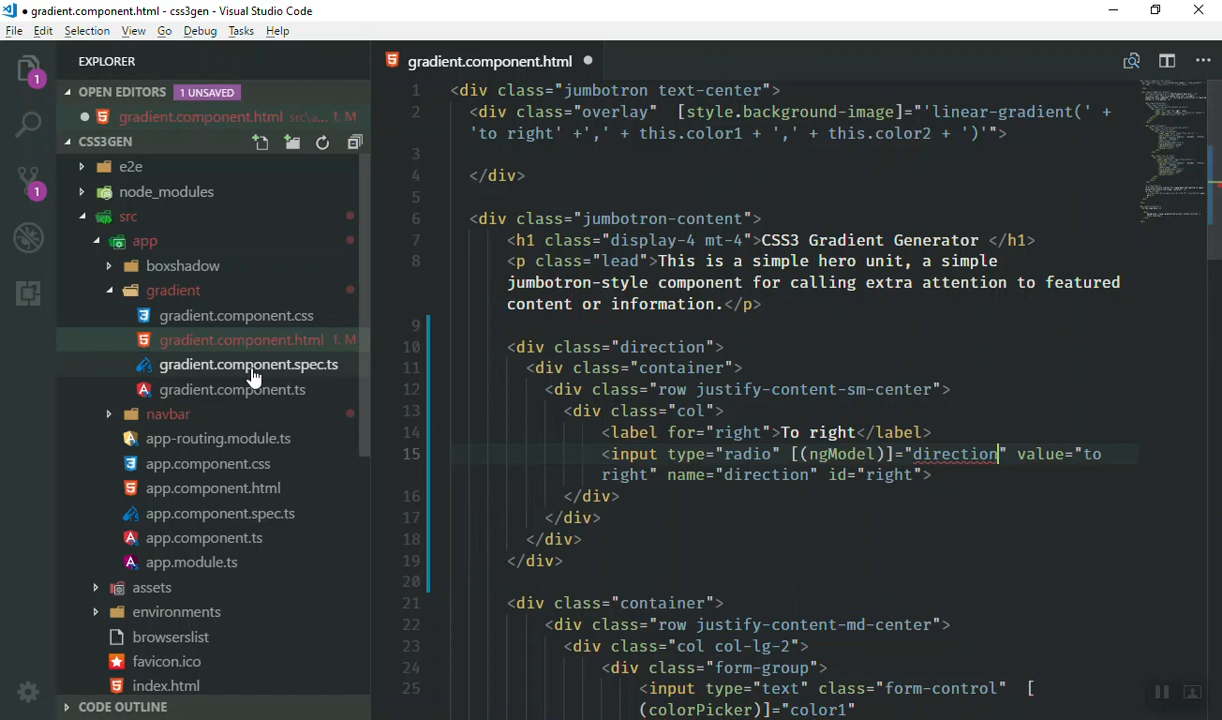 ● gradient.component.html - css3gen - Visual Studio Code
File Edit Selection View Go Debug Tasks Help
EXPLORER
gradient.component.html ●
OPEN EDITORS 1 UNSAVED
gradient.component.html src\a... 1, M
CSS3GEN
e2e
node_modules
src
app
boxshadow
gradient
gradient.component.css
gradient.component.html 1, M
gradient.component.spec.ts
gradient.component.ts
navbar
app-routing.module.ts
app.component.css
app.component.html
app.component.spec.ts
app.component.ts
app.module.ts
assets
environments
browserslist
favicon.ico
index.html
CODE OUTLINE
1
1
1 <div class="jumbotron text-center">
2 <div class="overlay" [style.background-image]="'linear-gradient(' +
'to right' +',' + this.color1 + ',' + this.color2 + ')'">
3
4 </div>
5
6 <div class="jumbotron-content">
7 <h1 class="display-4 mt-4">CSS3 Gradient Generator </h1>
8 <p class="lead">This is a simple hero unit, a simple
jumbotron-style component for calling extra attention to featured
content or information.</p>
9
10 <div class="direction">
11 <div class="container">
12 <div class="row justify-content-sm-center">
13 <div class="col">
14 <label for="right">To right</label>
15 <input type="radio" [(ngModel)]="direction" value="to
right" name="direction" id="right">
16 </div>
17 </div>
18 </div>
19 </div>
20
21 <div class="container">
22 <div class="row justify-content-md-center">
23 <div class="col col-lg-2">
24 <div class="form-group">
25 <input type="text" class="form-control" [
(colorPicker)]="color1"